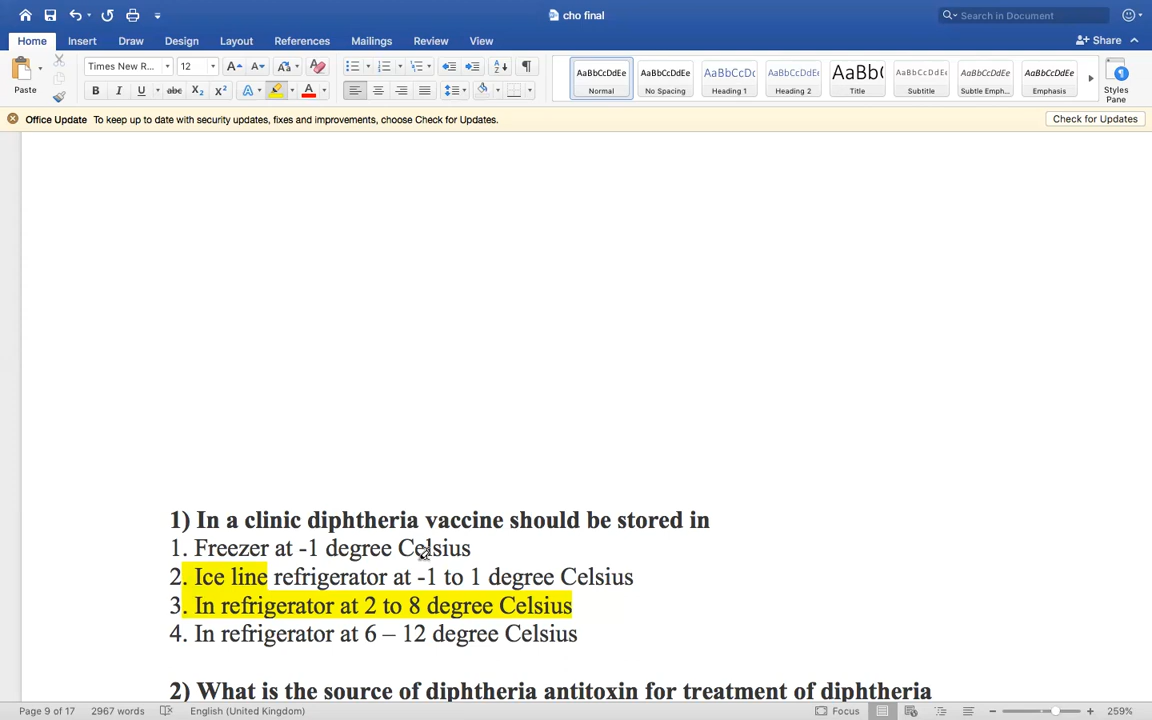 cho final
Search in Document
Home Insert Draw Design Layout References Mailings Review View
Share
Paste
Times New R... 12
AaBbCcDdEe AaBbCcDdEe AaBbCcDc AaBbCcDdEe AaBb( AaBbCcDdEe AaBbCcDdEe AaBbCcDdEe
Normal No Spacing Heading 1 Heading 2 Title Subtitle Subtle Emph... Emphasis
Styles
Pane
Office Update To keep up to date with security updates, fixes and improvements, choose Check for Updates.
Check for Updates
1) In a clinic diphtheria vaccine should be stored in
1. Freezer at -1 degree Celsius
2. Ice line refrigerator at -1 to 1 degree Celsius
3. In refrigerator at 2 to 8 degree Celsius
4. In refrigerator at 6 – 12 degree Celsius
2) What is the source of diphtheria antitoxin for treatment of diphtheria
Page 9 of 17 2967 words English (United Kingdom) Focus 259%